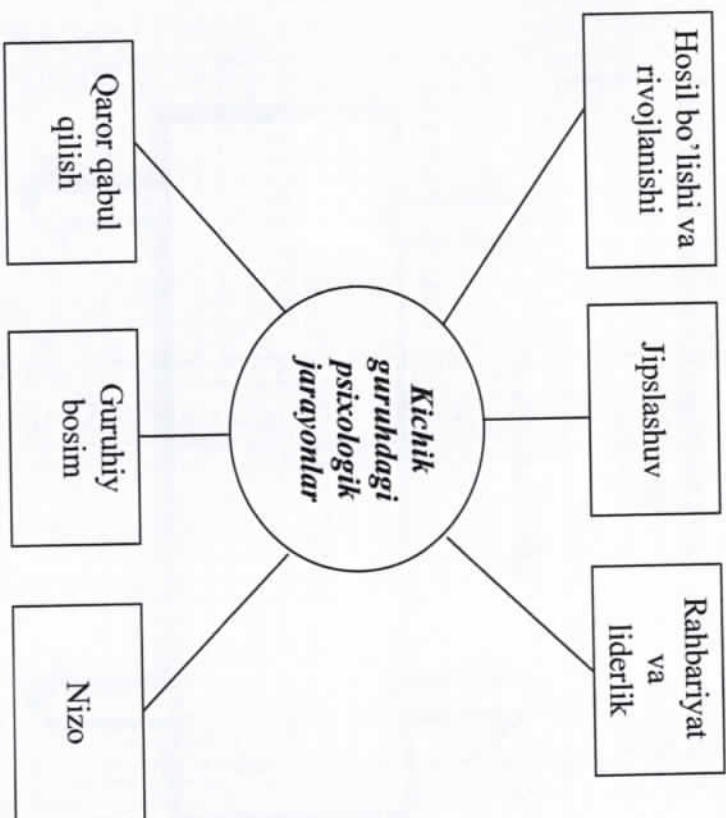 Hosil bo’lishi va
rivojlanishi
Jipslashuv
Rahbariyat
va
liderlik
Kichik
guruhdagi
psixologik
jarayonlar
Qaror qabul
qilish
Guruhiy
bosim
Nizo